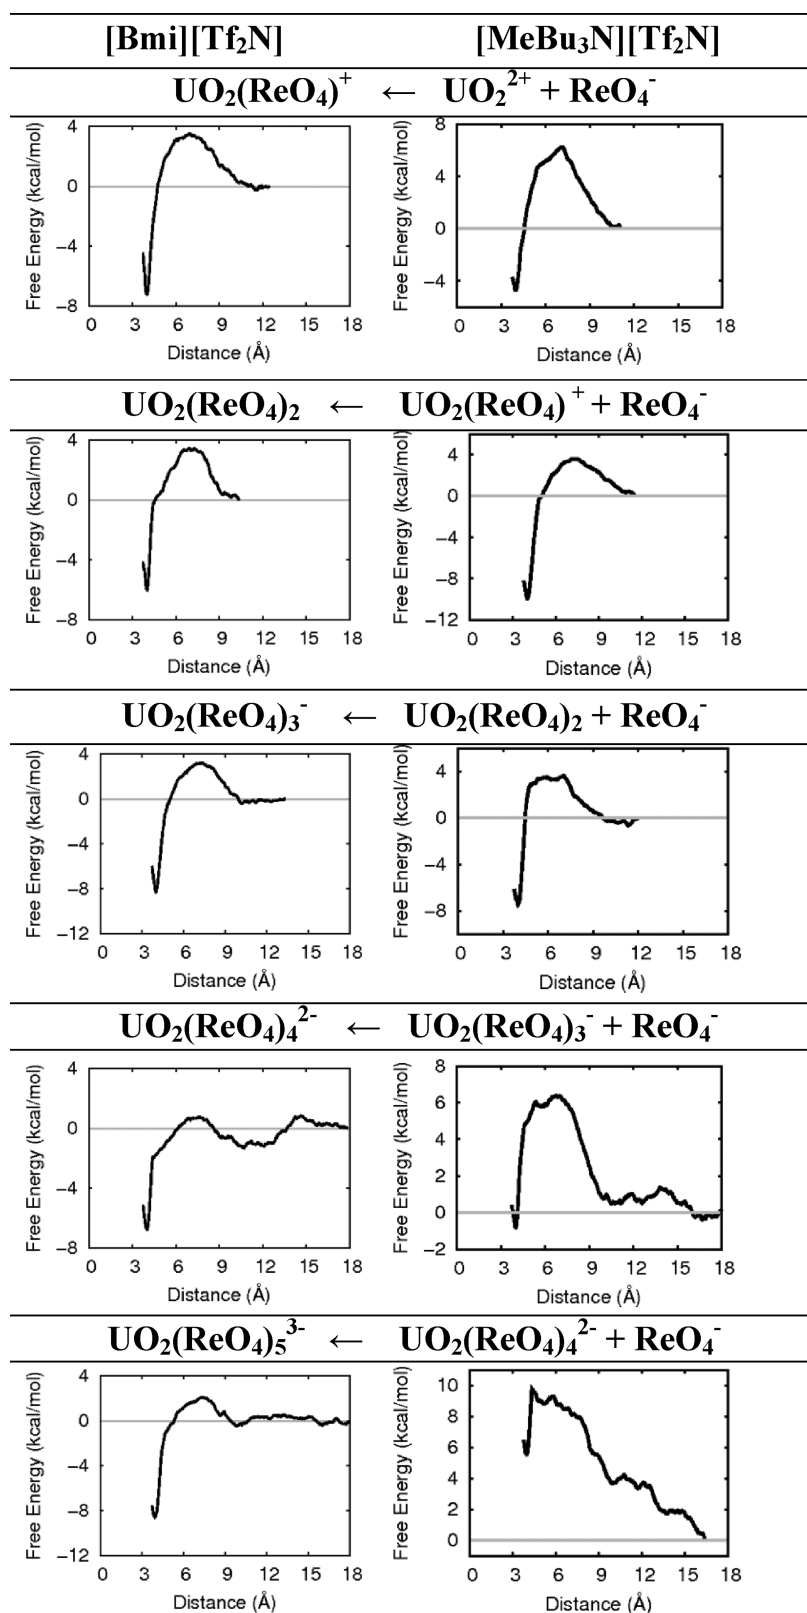 [Bmi][Tf₂N] [MeBu₃N][Tf₂N]
UO₂(ReO₄)⁺ ← UO₂²⁺ + ReO₄⁻
Free Energy (kcal/mol)
4
0
−4
−8
0 3 6 9 12 15 18
Distance (Å)
Free Energy (kcal/mol)
8
4
0
−4
0 3 6 9 12 15 18
Distance (Å)
UO₂(ReO₄)₂ ← UO₂(ReO₄)⁺ + ReO₄⁻
Free Energy (kcal/mol)
4
0
−4
−8
0 3 6 9 12 15 18
Distance (Å)
Free Energy (kcal/mol)
4
0
−4
−8
−12
0 3 6 9 12 15 18
Distance (Å)
UO₂(ReO₄)₃⁻ ← UO₂(ReO₄)₂ + ReO₄⁻
Free Energy (kcal/mol)
4
0
−4
−8
−12
0 3 6 9 12 15 18
Distance (Å)
Free Energy (kcal/mol)
4
0
−4
−8
0 3 6 9 12 15 18
Distance (Å)
UO₂(ReO₄)₄²⁻ ← UO₂(ReO₄)₃⁻ + ReO₄⁻
Free Energy (kcal/mol)
4
0
−4
−8
0 3 6 9 12 15 18
Distance (Å)
Free Energy (kcal/mol)
8
6
4
2
0
−2
0 3 6 9 12 15 18
Distance (Å)
UO₂(ReO₄)₅³⁻ ← UO₂(ReO₄)₄²⁻ + ReO₄⁻
Free Energy (kcal/mol)
4
0
−4
−8
−12
0 3 6 9 12 15 18
Distance (Å)
Free Energy (kcal/mol)
10
8
6
4
2
0
0 3 6 9 12 15 18
Distance (Å)